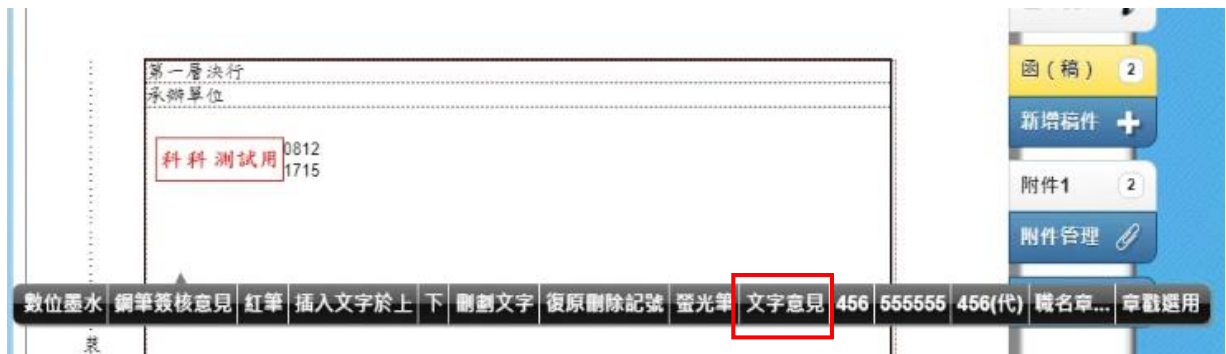 第一層決行
承辦單位
科科測試用
0812
1715
函(稿) 2
新增稿件
附件1 2
附件管理
數位墨水 鋼筆簽核意見 紅筆 插入文字於上 下 刪劃文字 復原刪除記號 螢光筆 文字意見 456 555555 456(代) 職名章... 章戳選用
裝